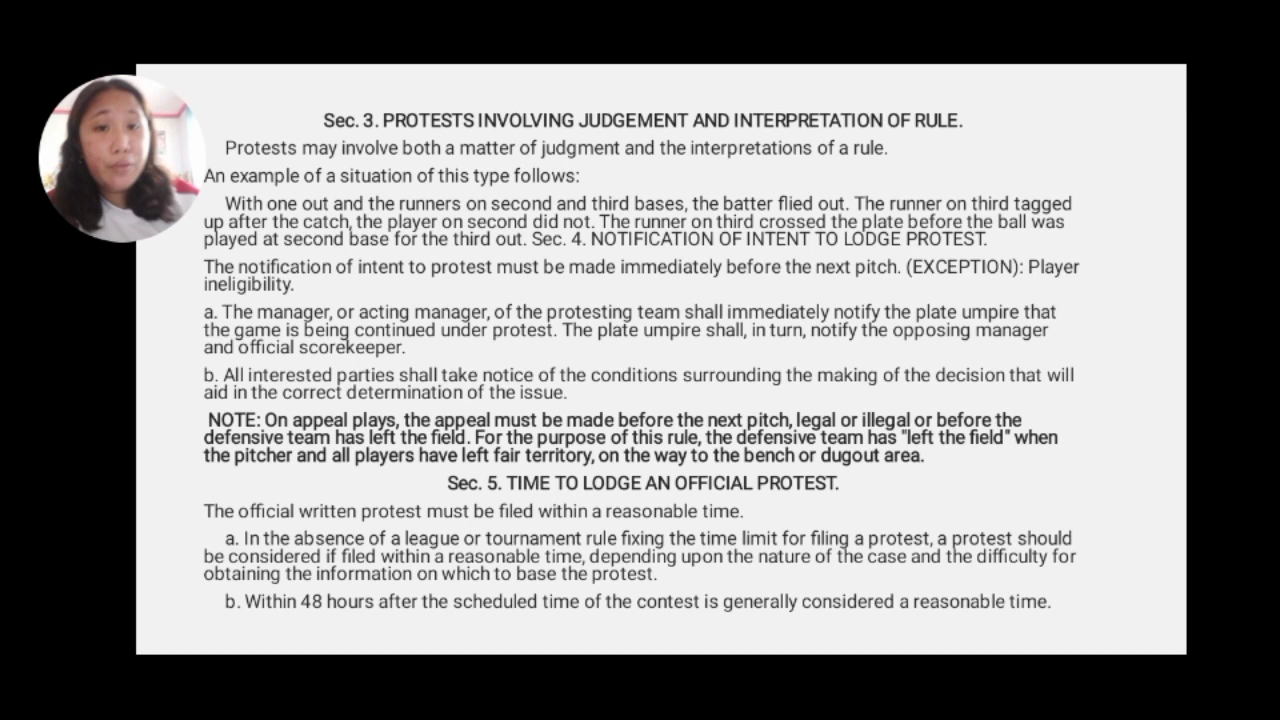 Sec. 3. PROTESTS INVOLVING JUDGEMENT AND INTERPRETATION OF RULE.
Protests may involve both a matter of judgment and the interpretations of a rule.
An example of a situation of this type follows:
With one out and the runners on second and third bases, the batter flied out. The runner on third tagged
up after the catch, the player on second did not. The runner on third crossed the plate before the ball was
played at second base for the third out. Sec. 4. NOTIFICATION OF INTENT TO LODGE PROTEST.
The notification of intent to protest must be made immediately before the next pitch. (EXCEPTION): Player
ineligibility.
a. The manager, or acting manager, of the protesting team shall immediately notify the plate umpire that
the game is being continued under protest. The plate umpire shall, in turn, notify the opposing manager
and official scorekeeper.
b. All interested parties shall take notice of the conditions surrounding the making of the decision that will
aid in the correct determination of the issue.
NOTE: On appeal plays, the appeal must be made before the next pitch, legal or illegal or before the
defensive team has left the field. For the purpose of this rule, the defensive team has "left the field" when
the pitcher and all players have left fair territory, on the way to the bench or dugout area.
Sec. 5. TIME TO LODGE AN OFFICIAL PROTEST.
The official written protest must be filed within a reasonable time.
a. In the absence of a league or tournament rule fixing the time limit for filing a protest, a protest should
be considered if filed within a reasonable time, depending upon the nature of the case and the difficulty for
obtaining the information on which to base the protest.
b. Within 48 hours after the scheduled time of the contest is generally considered a reasonable time.